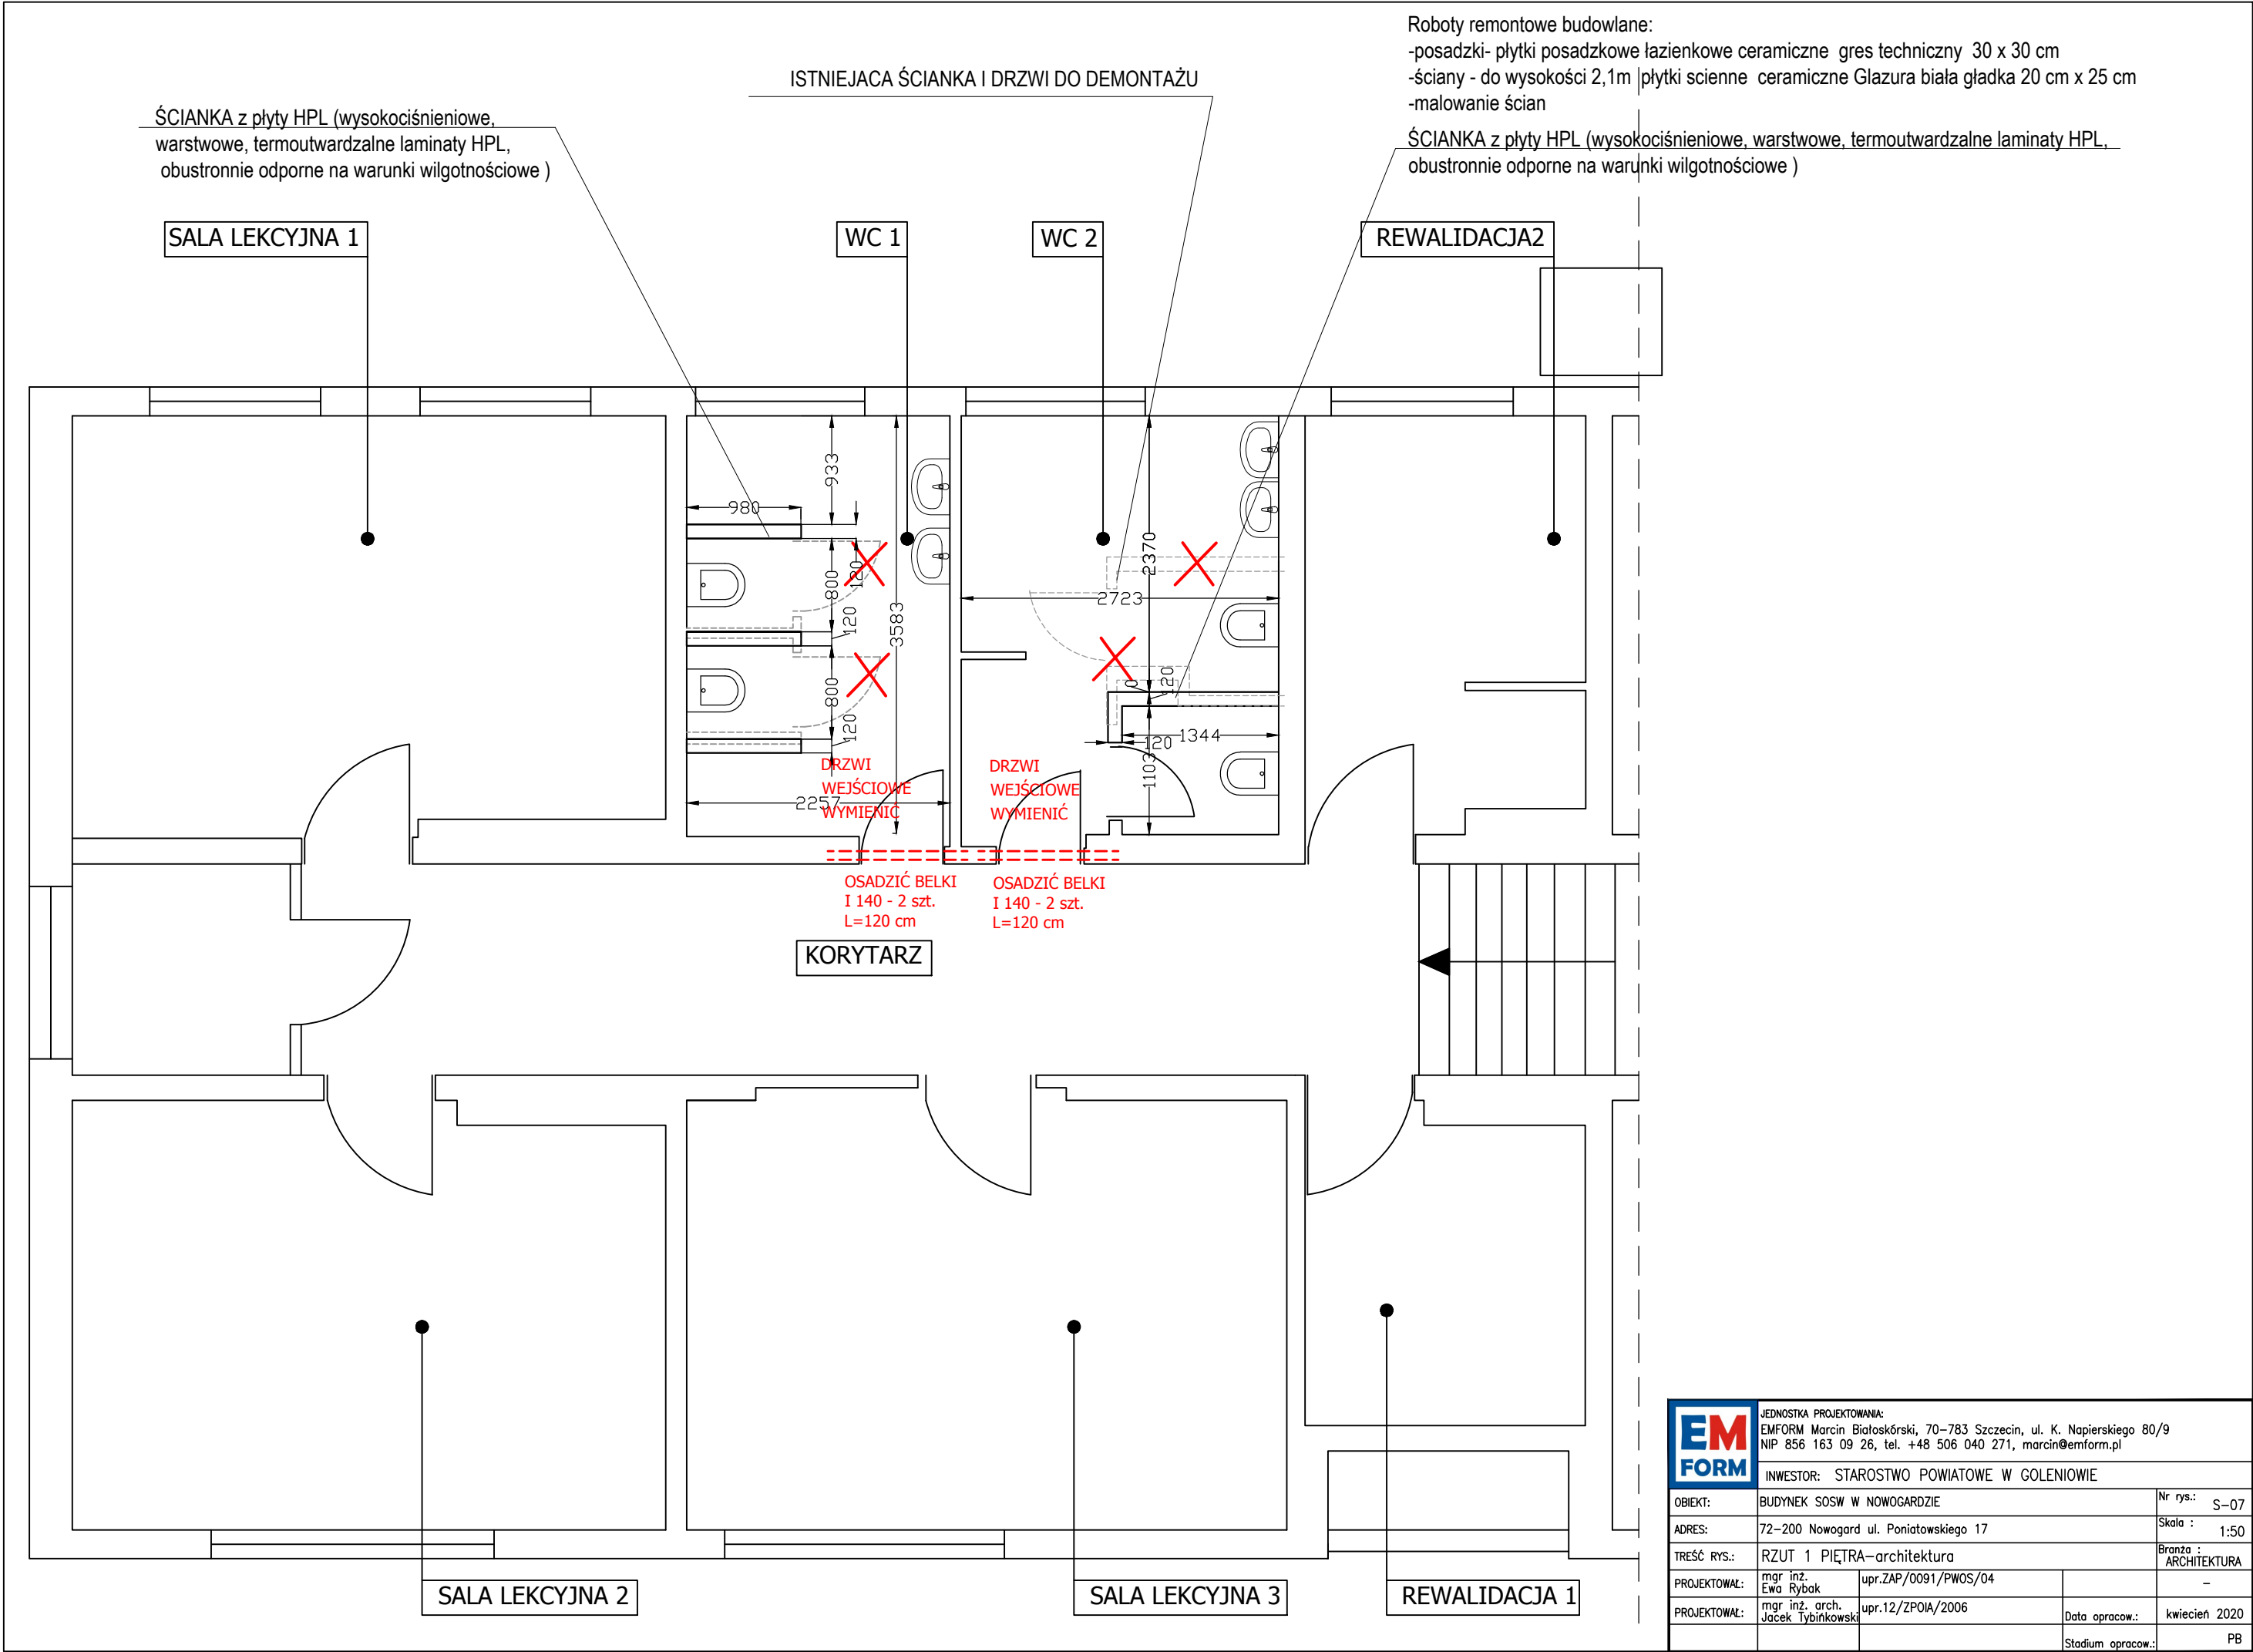 Roboty remontowe budowlane:
-posadzki- płytki posadzkowe łazienkowe ceramiczne gres techniczny 30 x 30 cm
-ściany - do wysokości 2,1m płytki scienne ceramiczne Glazura biała gładka 20 cm x 25 cm
-malowanie ścian
ŚCIANKA z płyty HPL (wysokociśnieniowe, warstwowe, termoutwardzalne laminaty HPL,
obustronnie odporne na warunki wilgotnościowe )
ISTNIEJACA ŚCIANKA I DRZWI DO DEMONTAŻU
ŚCIANKA z płyty HPL (wysokociśnieniowe,
warstwowe, termoutwardzalne laminaty HPL,
obustronnie odporne na warunki wilgotnościowe )
SALA LEKCYJNA 1
WC 1
WC 2
REWALIDACJA2
933
980
120
800
120
3583
800
120
2257
2370
2723
0
120
1344
120
1103
DRZWI
WEJŚCIOWE
WYMIENIĆ
DRZWI
WEJŚCIOWE
WYMIENIĆ
OSADZIĆ BELKI
I 140 - 2 szt.
L=120 cm
OSADZIĆ BELKI
I 140 - 2 szt.
L=120 cm
KORYTARZ
SALA LEKCYJNA 2
SALA LEKCYJNA 3
REWALIDACJA 1
EM
FORM
JEDNOSTKA PROJEKTOWANIA:
EMFORM Marcin Białoskórski, 70-783 Szczecin, ul. K. Napierskiego 80/9
NIP 856 163 09 26, tel. +48 506 040 271, marcin@emform.pl
INWESTOR: STAROSTWO POWIATOWE W GOLENIOWIE
OBIEKT: BUDYNEK SOSW W NOWOGARDZIE Nr rys.: S-07
ADRES: 72-200 Nowogard ul. Poniatowskiego 17 Skala : 1:50
TREŚĆ RYS.: RZUT 1 PIĘTRA-architektura Branża : ARCHITEKTURA
PROJEKTOWAŁ: mgr inż. Ewa Rybak upr.ZAP/0091/PWOS/04 -
PROJEKTOWAŁ: mgr inż. arch. Jacek Tybińkowski upr.12/ZPOIA/2006 Data opracow.: kwiecień 2020
Stadium opracow.: PB